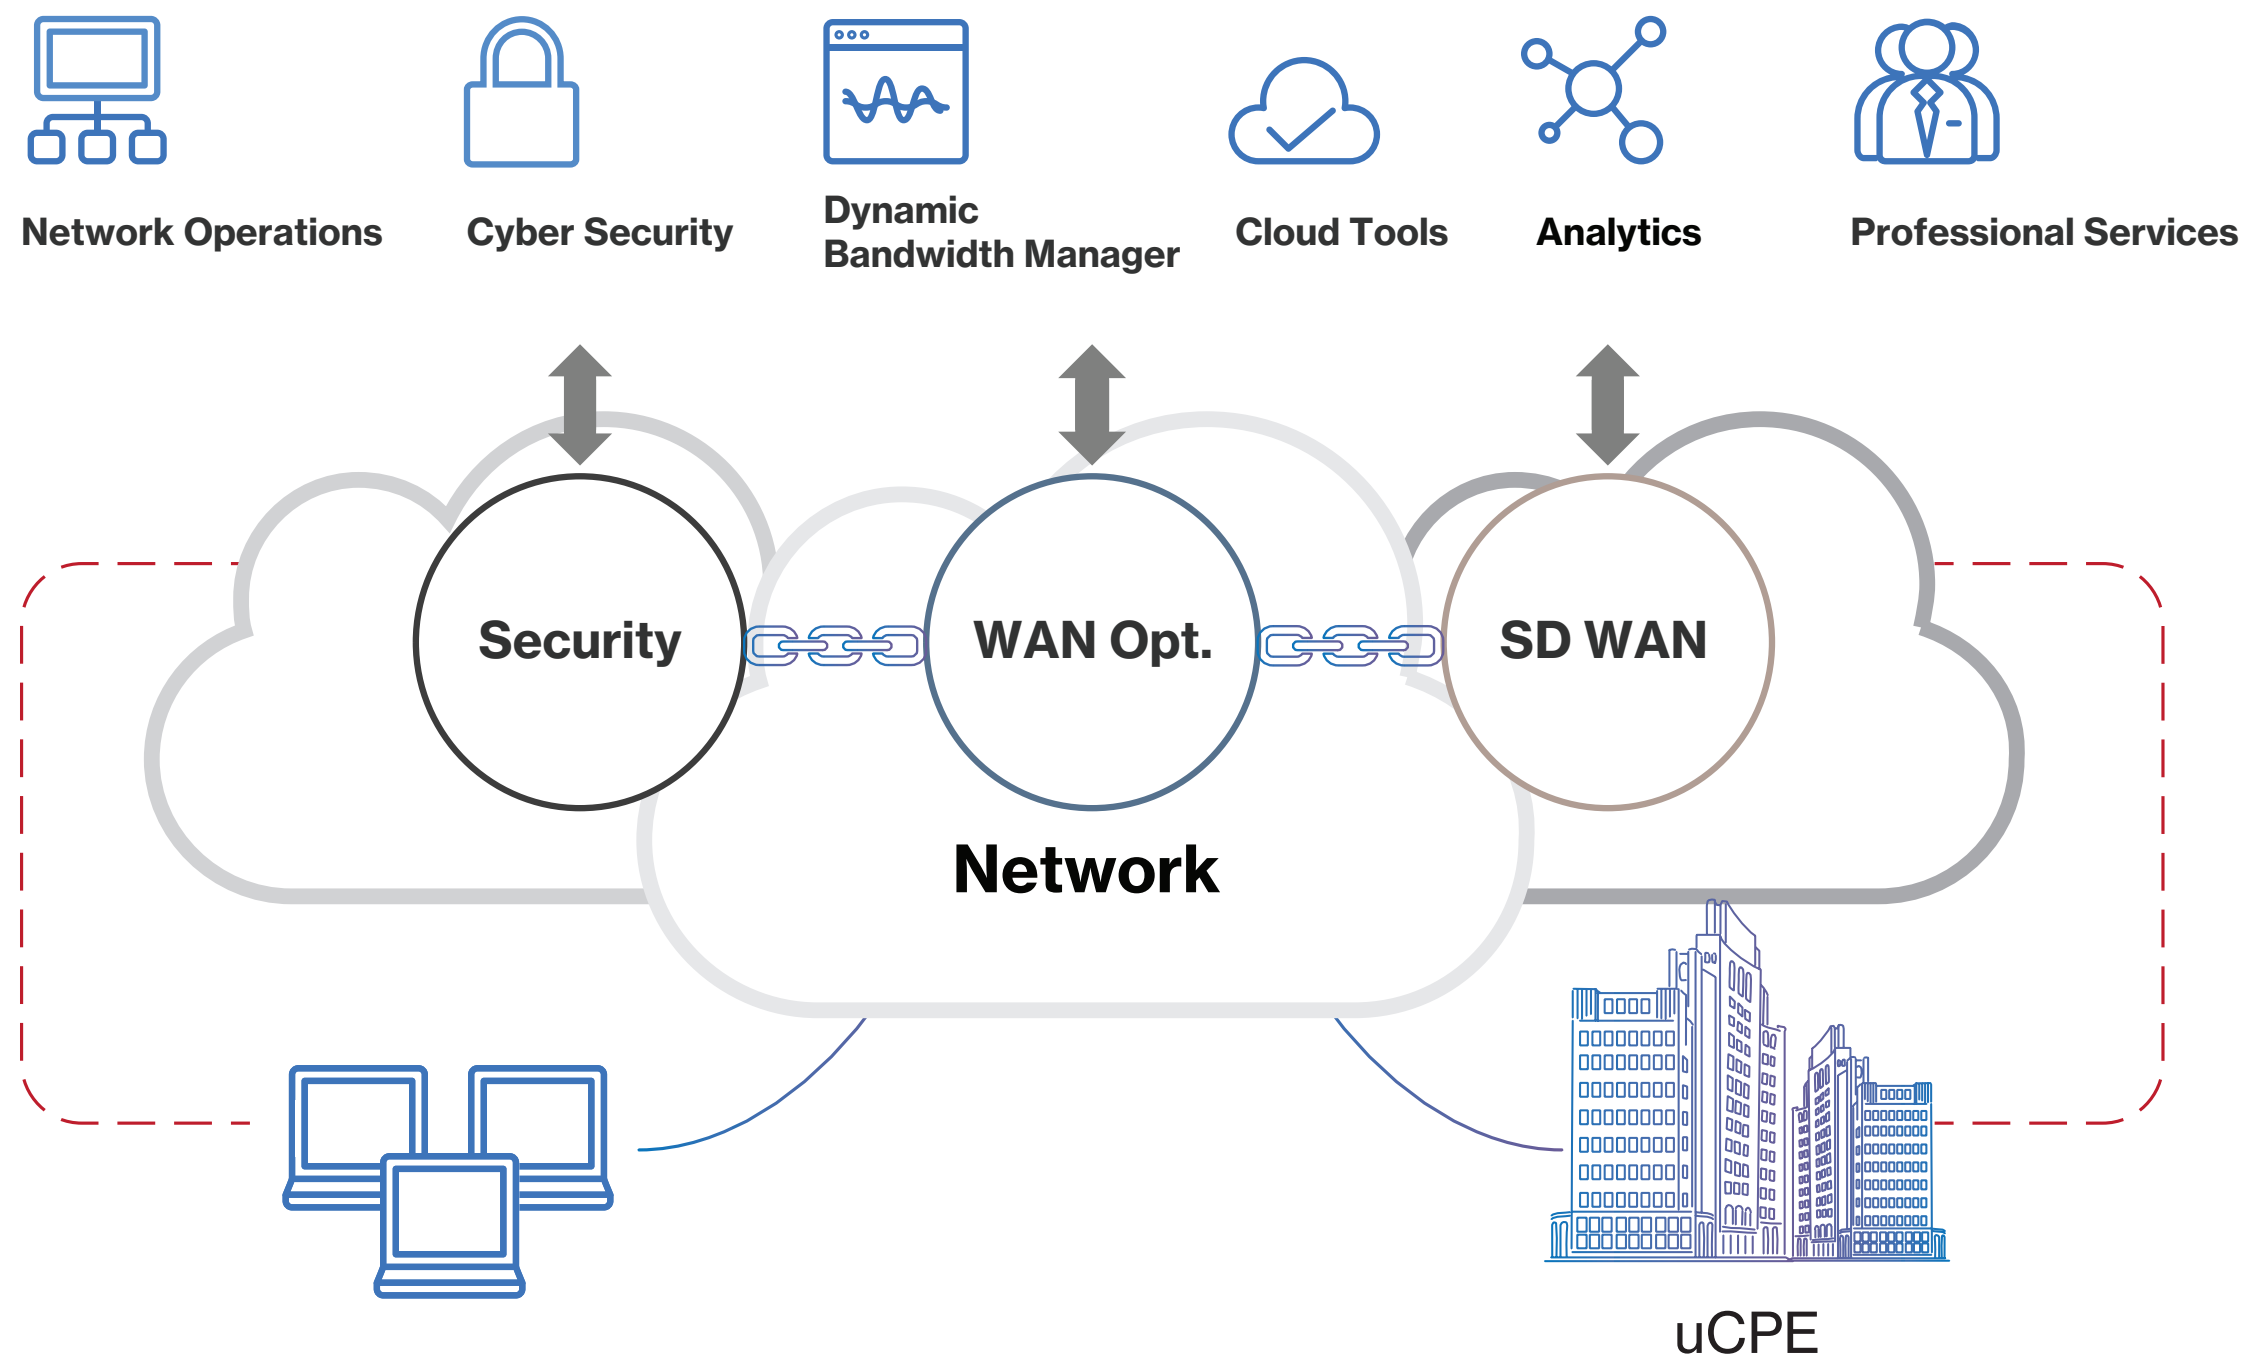 Network Operations
Cyber Security
Dynamic
Bandwidth Manager
Cloud Tools
Analytics
Professional Services
Security
WAN Opt.
SD WAN
Network
uCPE